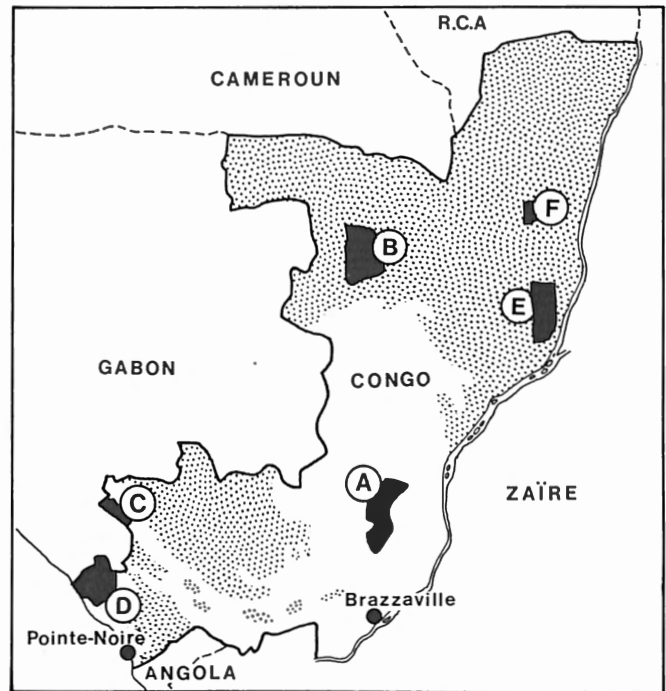 R.C.A
CAMEROUN
F
B
E
GABON
CONGO
A
ZAÏRE
C
D
Brazzaville
Pointe-Noire
ANGOLA